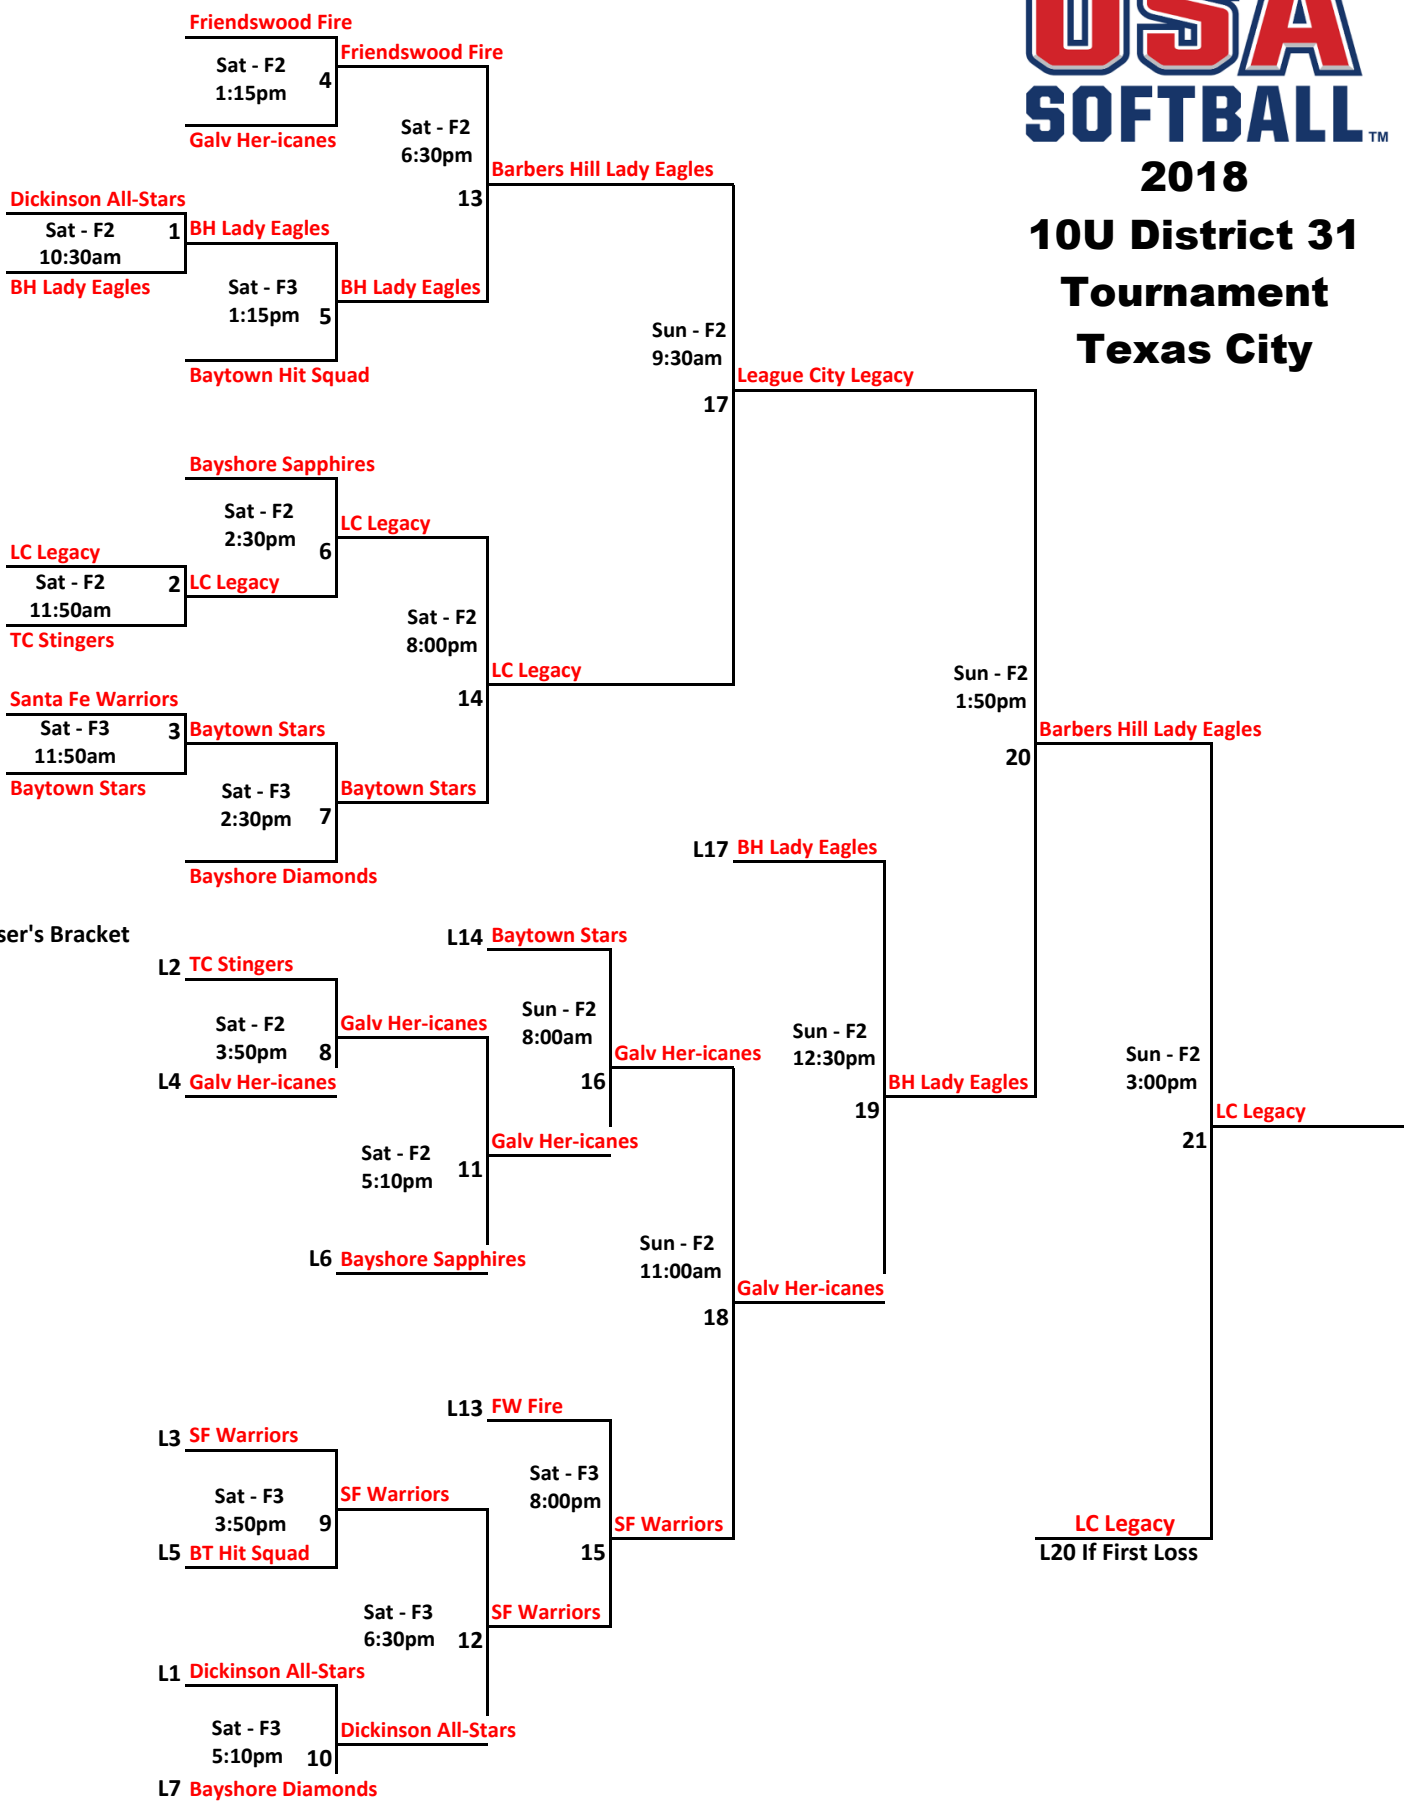 USA
SOFTBALL™
2018
10U District 31
Tournament
Texas City
Friendswood Fire
Sat - F2
1:15pm
4
Galv Her-icanes
Friendswood Fire
Sat - F2
6:30pm
13
Barbers Hill Lady Eagles
Dickinson All-Stars
Sat - F2
10:30am
1
BH Lady Eagles
BH Lady Eagles
Sat - F3
1:15pm
5
BH Lady Eagles
Baytown Hit Squad
Sun - F2
9:30am
17
League City Legacy
Bayshore Sapphires
Sat - F2
2:30pm
6
LC Legacy
LC Legacy
Sat - F2
11:50am
2
LC Legacy
TC Stingers
Sat - F2
8:00pm
14
LC Legacy
Santa Fe Warriors
Sat - F3
11:50am
3
Baytown Stars
Baytown Stars
Sat - F3
2:30pm
7
Baytown Stars
Bayshore Diamonds
Sun - F2
1:50pm
20
Barbers Hill Lady Eagles
L17 BH Lady Eagles
ser's Bracket
L14 Baytown Stars
L2 TC Stingers
Sat - F2
3:50pm
8
Galv Her-icanes
L4 Galv Her-icanes
Sun - F2
8:00am
16
Galv Her-icanes
Sat - F2
5:10pm
11
Galv Her-icanes
L6 Bayshore Sapphires
Sun - F2
12:30pm
19
BH Lady Eagles
Sun - F2
3:00pm
21
LC Legacy
Sun - F2
11:00am
18
Galv Her-icanes
L13 FW Fire
L3 SF Warriors
Sat - F3
3:50pm
9
SF Warriors
L5 BT Hit Squad
Sat - F3
8:00pm
15
SF Warriors
LC Legacy
L20 If First Loss
Sat - F3
6:30pm
12
SF Warriors
L1 Dickinson All-Stars
Sat - F3
5:10pm
10
Dickinson All-Stars
L7 Bayshore Diamonds